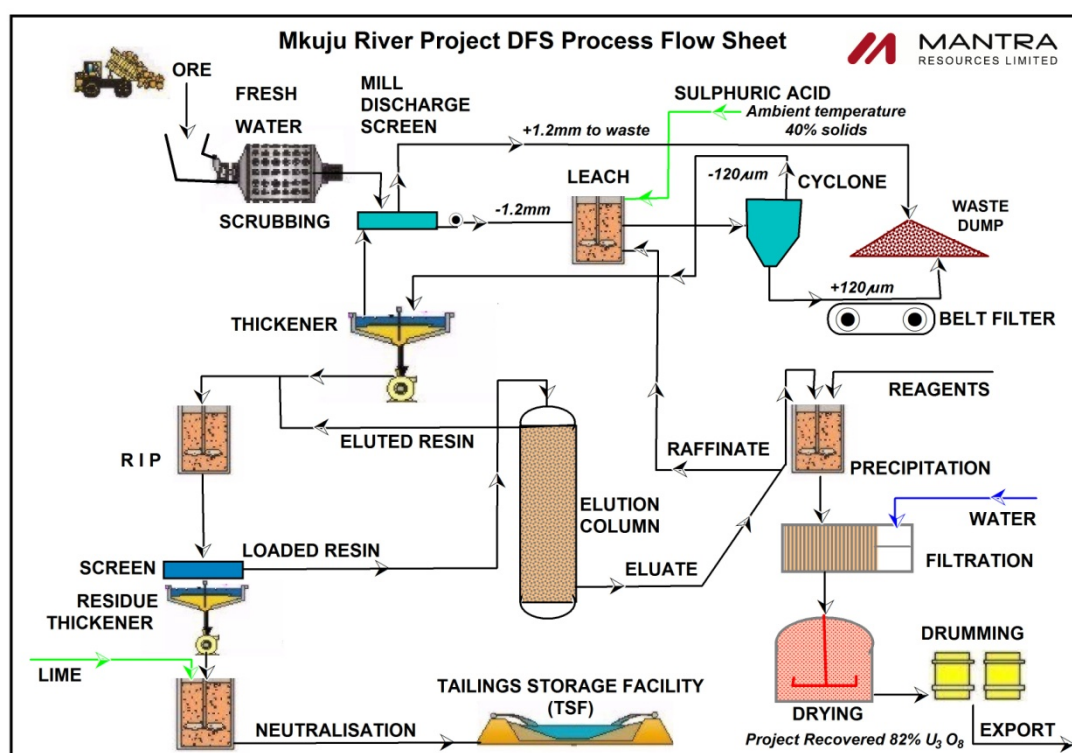 Mkuju River Project DFS Process Flow Sheet
MANTRA
RESOURCES LIMITED
ORE
FRESH
WATER
MILL
DISCHARGE
SCREEN
SULPHURIC ACID
Ambient temperature
40% solids
+1.2mm to waste
LEACH
-120µm
CYCLONE
SCRUBBING
-1.2mm
WASTE
DUMP
+120µm
THICKENER
BELT FILTER
REAGENTS
ELUTED RESIN
RAFFINATE
R I P
PRECIPITATION
ELUTION
COLUMN
WATER
LOADED RESIN
SCREEN
ELUATE
FILTRATION
RESIDUE
THICKENER
DRUMMING
LIME
TAILINGS STORAGE FACILITY
(TSF)
NEUTRALISATION
DRYING
EXPORT
Project Recovered 82% U3 O8